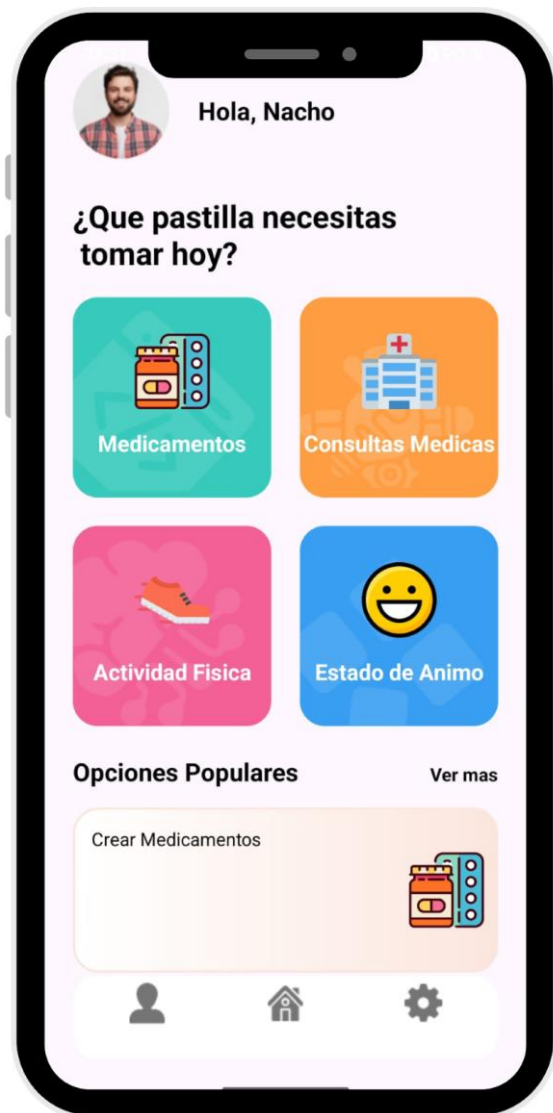 Hola, Nacho
¿Que pastilla necesitas
tomar hoy?
Medicamentos
Consultas Medicas
Actividad Fisica
Estado de Animo
Opciones Populares
Ver mas
Crear Medicamentos